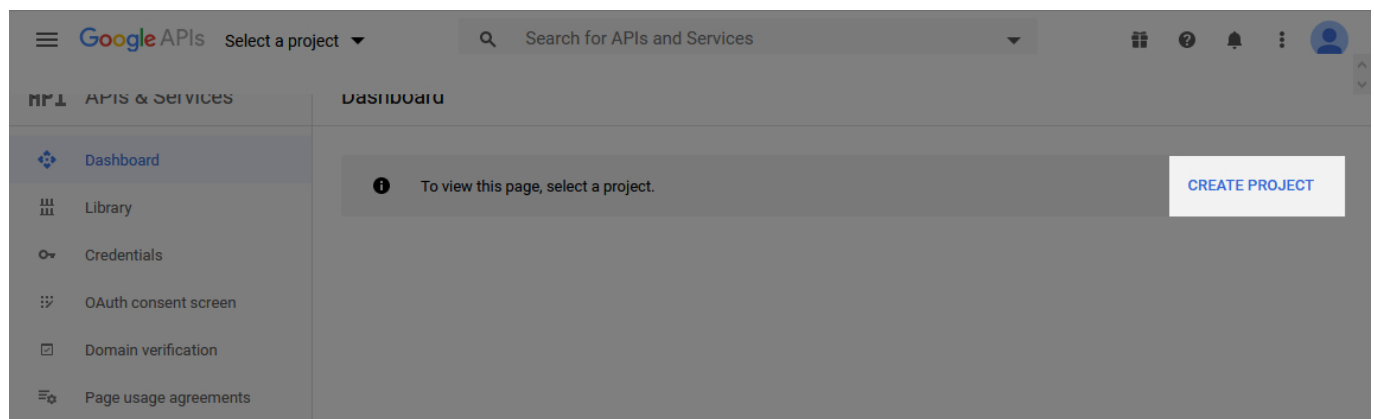 Google APIs Select a project Search for APIs and Services
API APIs & Services
Dashboard
To view this page, select a project. CREATE PROJECT
Dashboard
Library
Credentials
OAuth consent screen
Domain verification
Page usage agreements